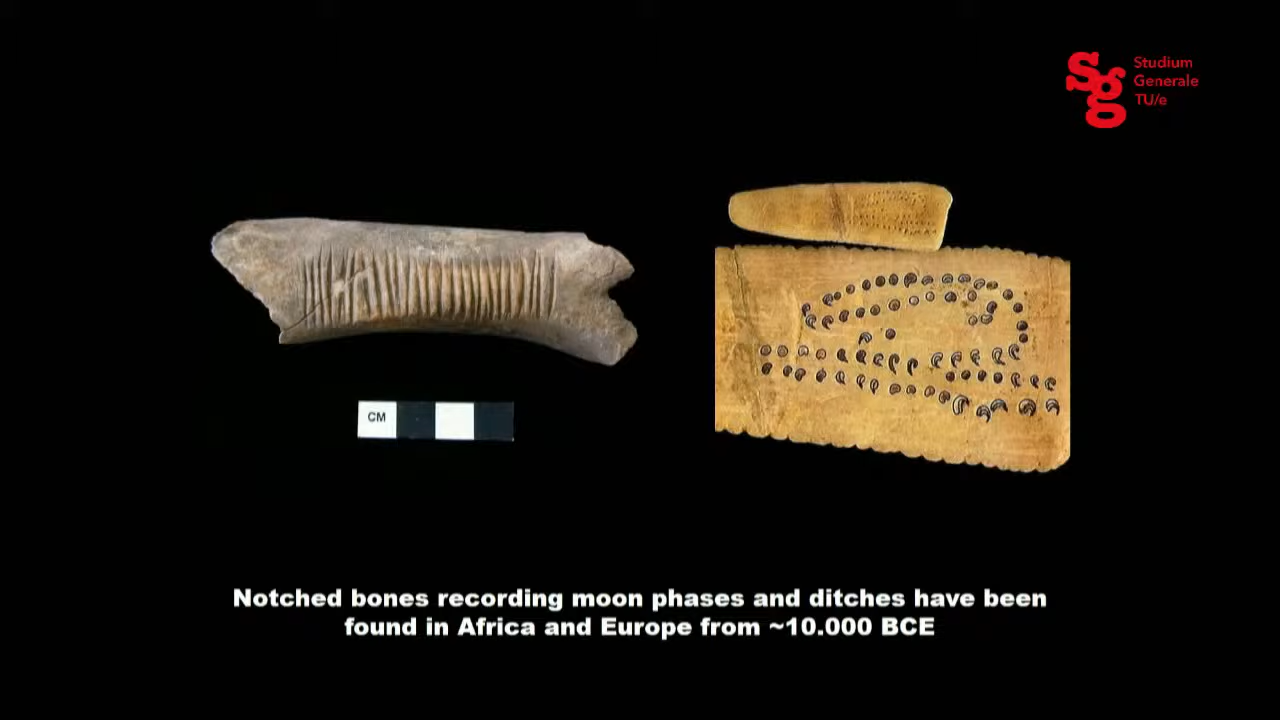 Sg
Studium
Generale
TU/e
CM
Notched bones recording moon phases and ditches have been
found in Africa and Europe from ~10.000 BCE